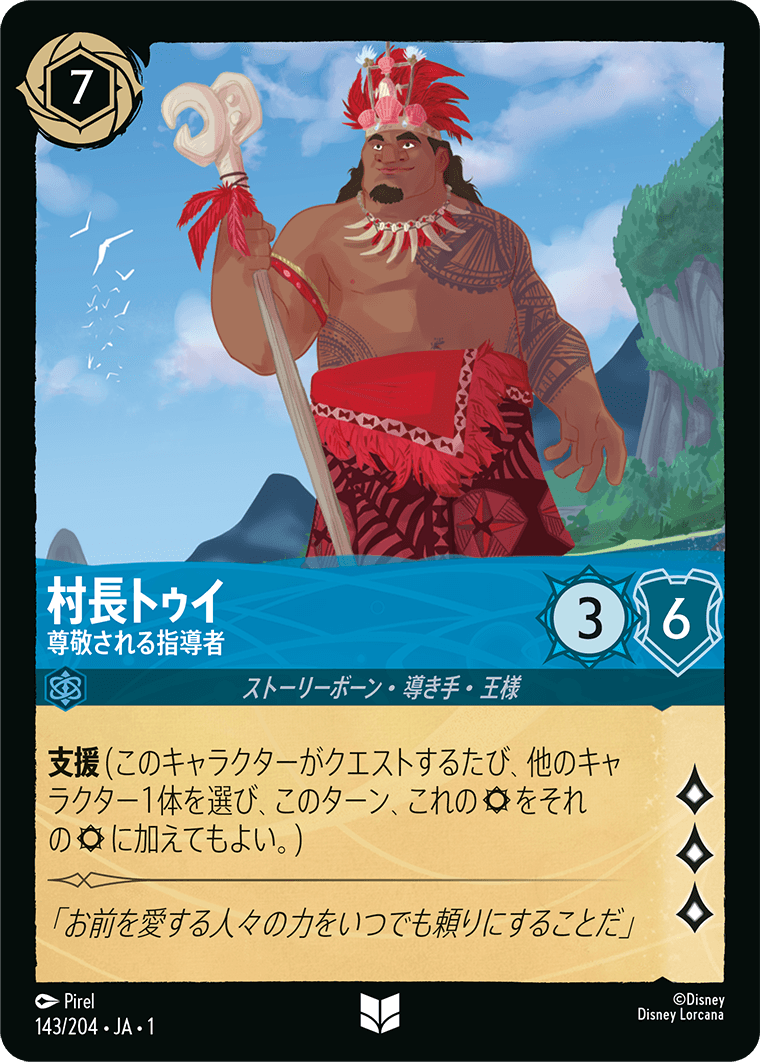 7
村長トゥイ
尊敬される指導者
3
6
ストーリーボーン・導き手・王様
支援(このキャラクターがクエストするたび、他のキャ
ラクター1体を選び、このターン、これの をそれ
の に加えてもよい。)
「お前を愛する人々の力をいつでも頼りにすることだ」
Pirel
143/204・JA・1
©Disney
Disney Lorcana